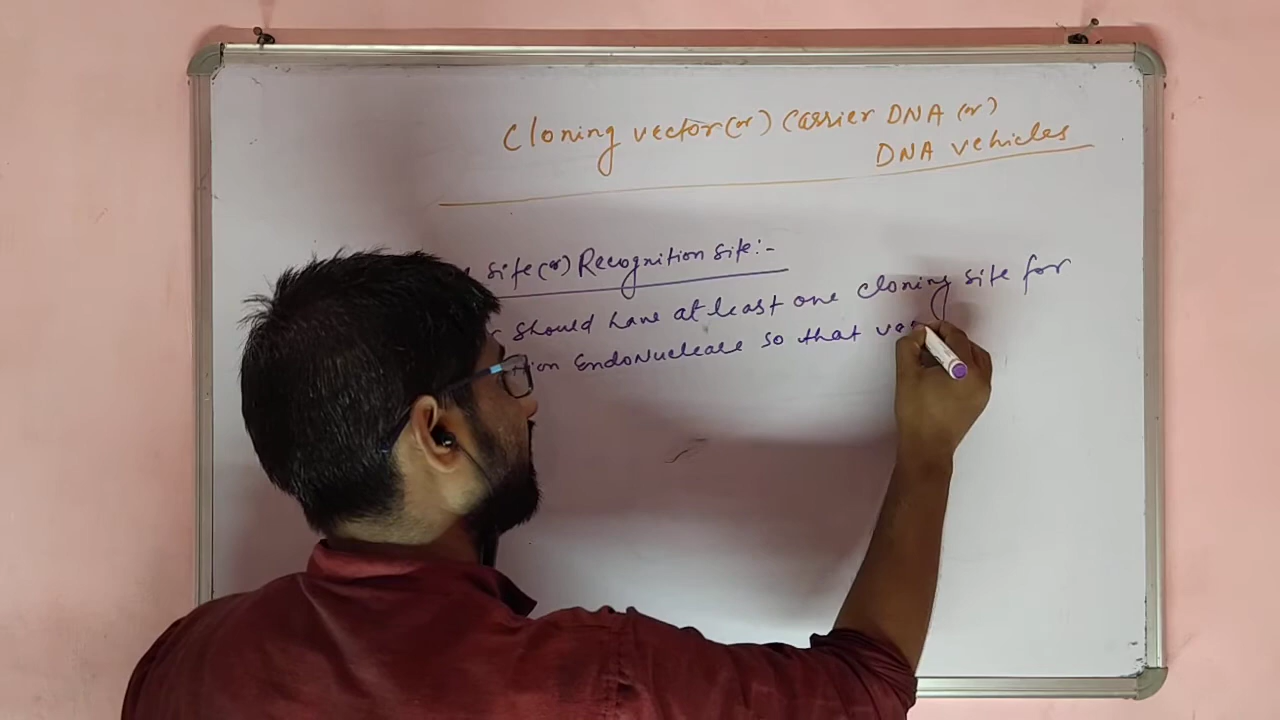 Cloning vector (or) Carrier DNA (or)
DNA vehicles
site (or) Recognition site:-
should have at least one cloning site for
Endonuclease so that